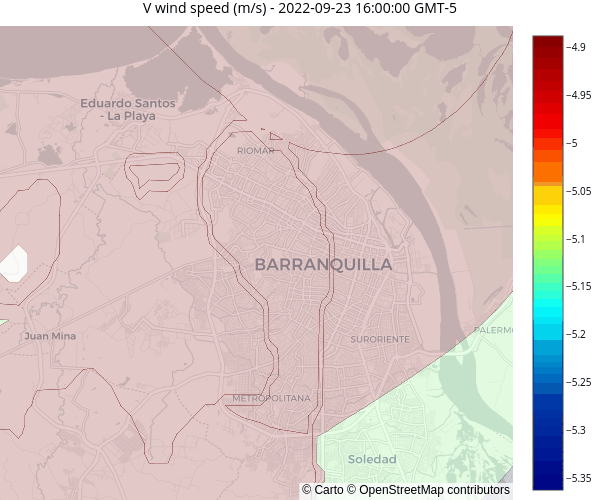 V wind speed (m/s) - 2022-09-23 16:00:00 GMT-5
−4.9
−4.95
−5
−5.05
−5.1
−5.15
−5.2
−5.25
−5.3
−5.35
Eduardo Santos
- La Playa
RIOMAR
BARRANQUILLA
Juan Mina
SURORIENTE
PALERMO
METROPOLITANA
Soledad
© Carto © OpenStreetMap contributors